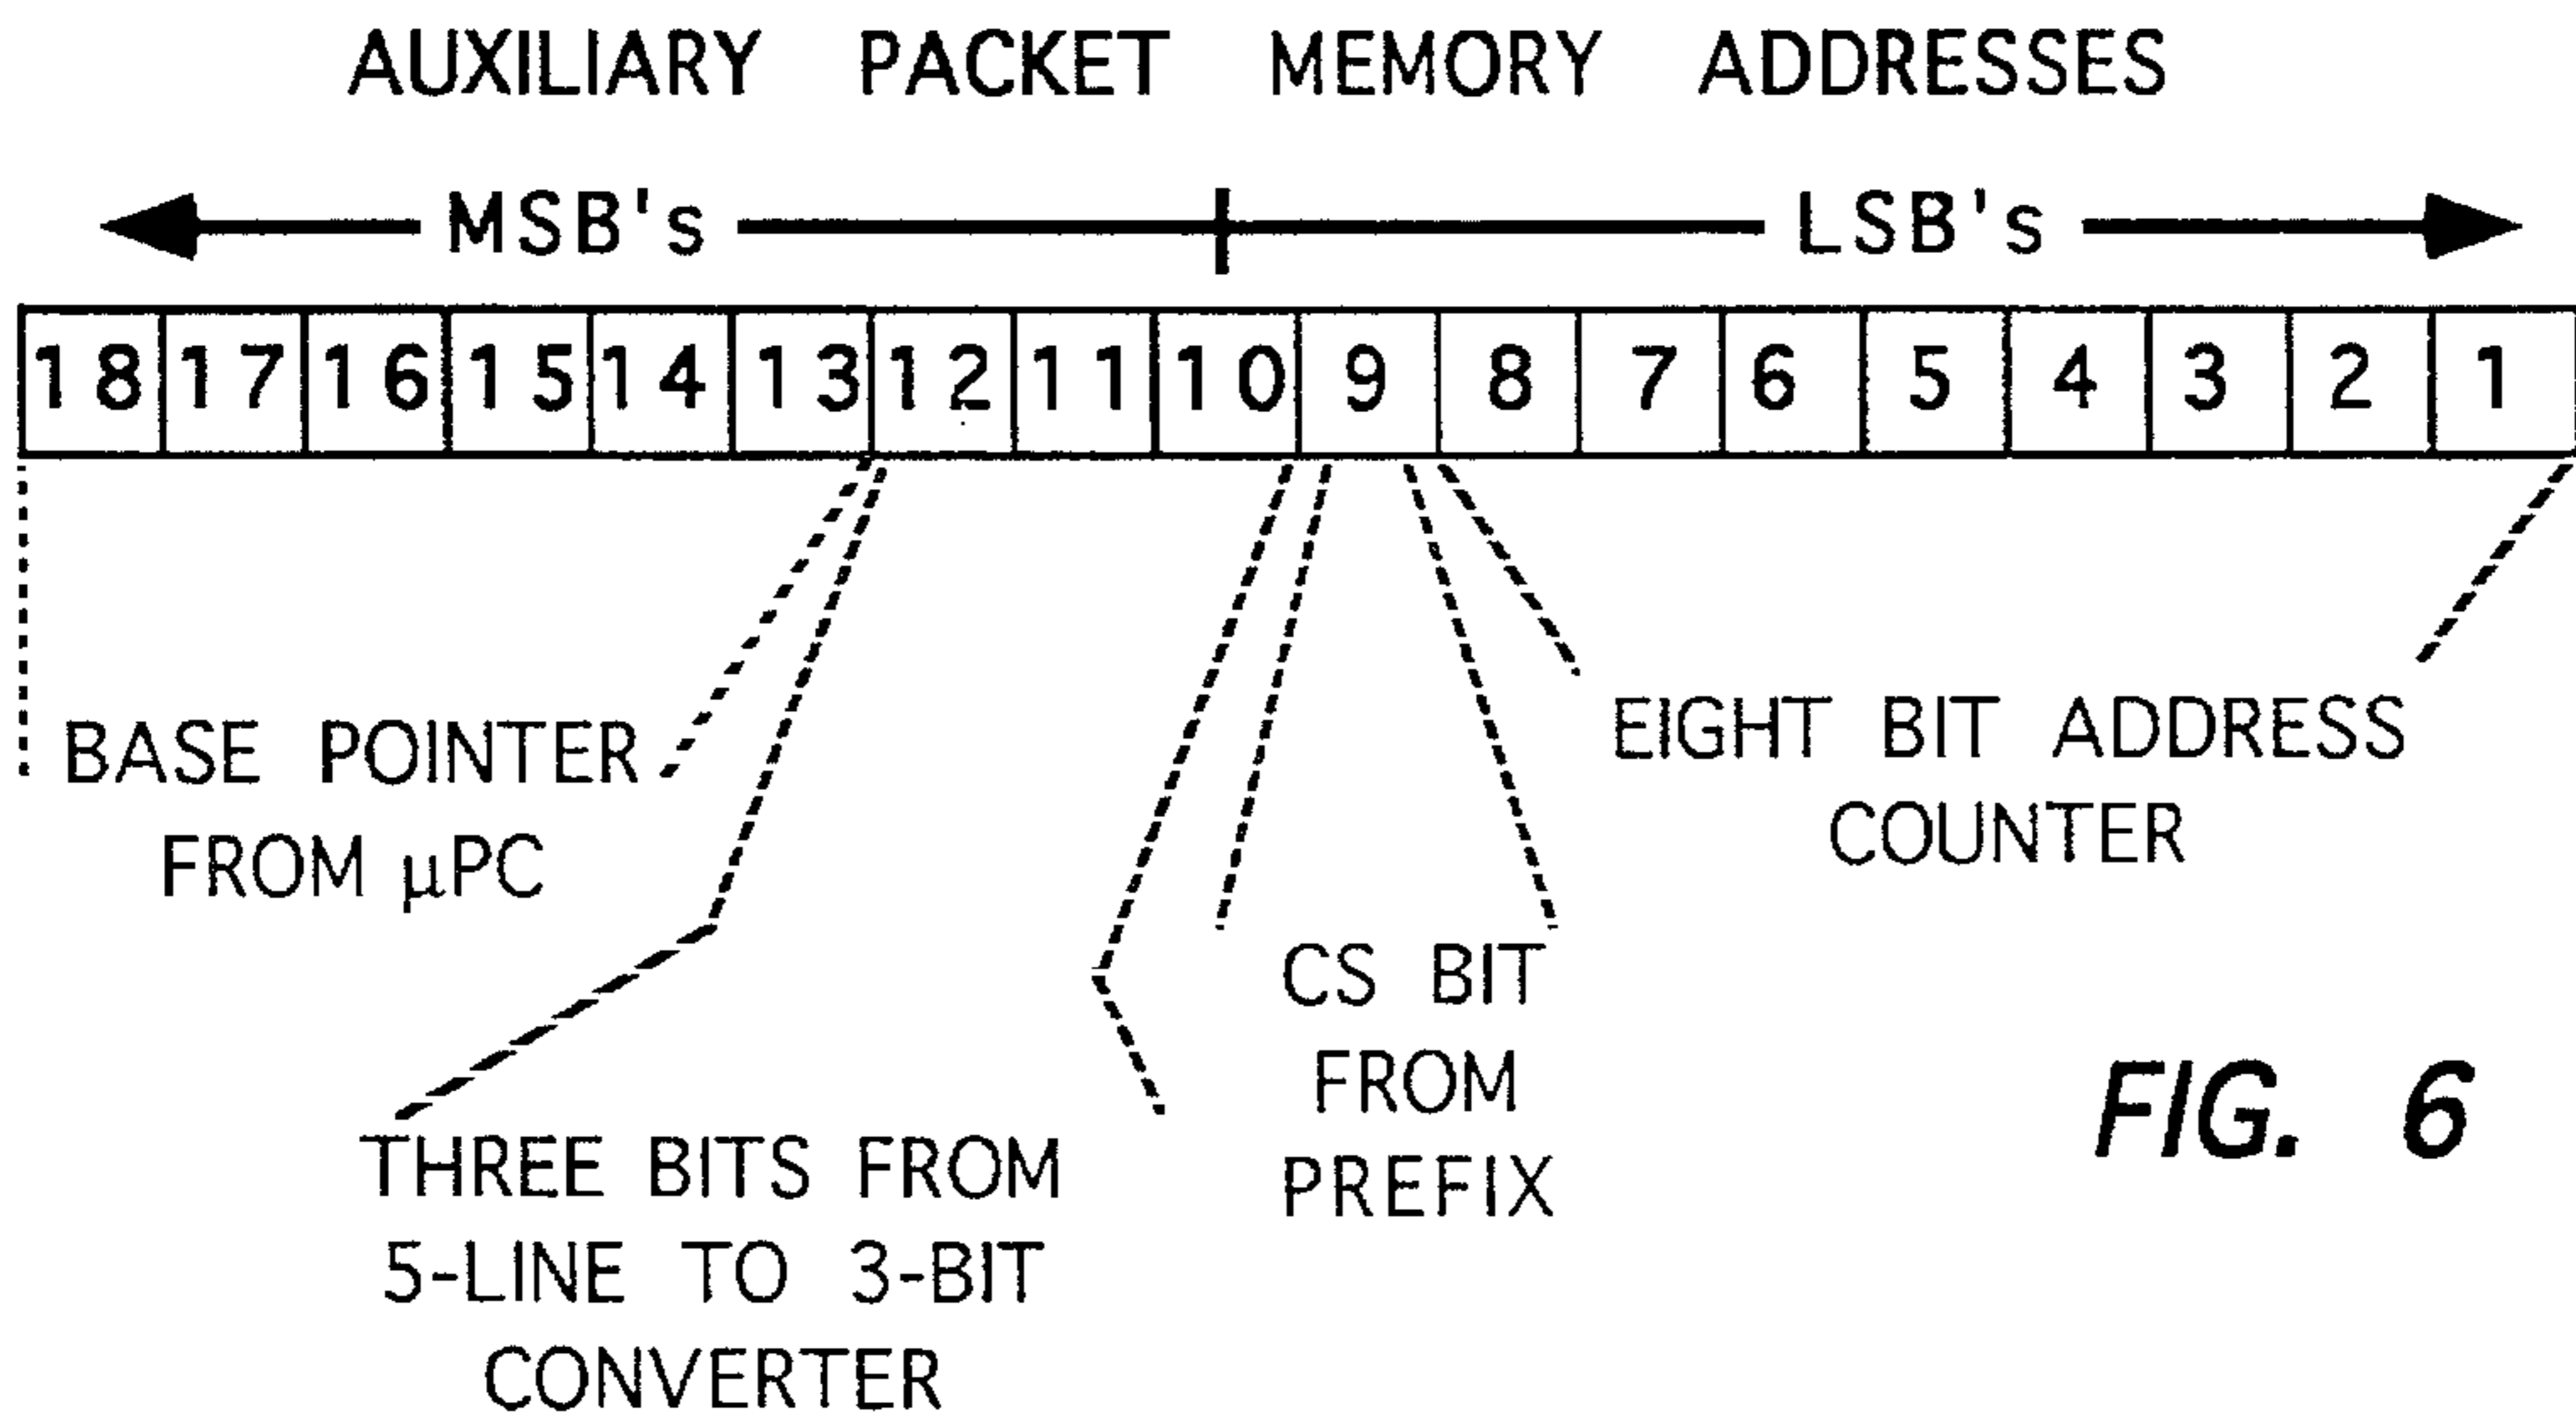 AUXILIARY PACKET MEMORY ADDRESSES
MSB's LSB's
18 17 16 15 14 13 12 11 10 9 8 7 6 5 4 3 2 1
BASE POINTER
FROM µPC
EIGHT BIT ADDRESS
COUNTER
THREE BITS FROM
5-LINE TO 3-BIT
CONVERTER
CS BIT
FROM
PREFIX
FIG. 6